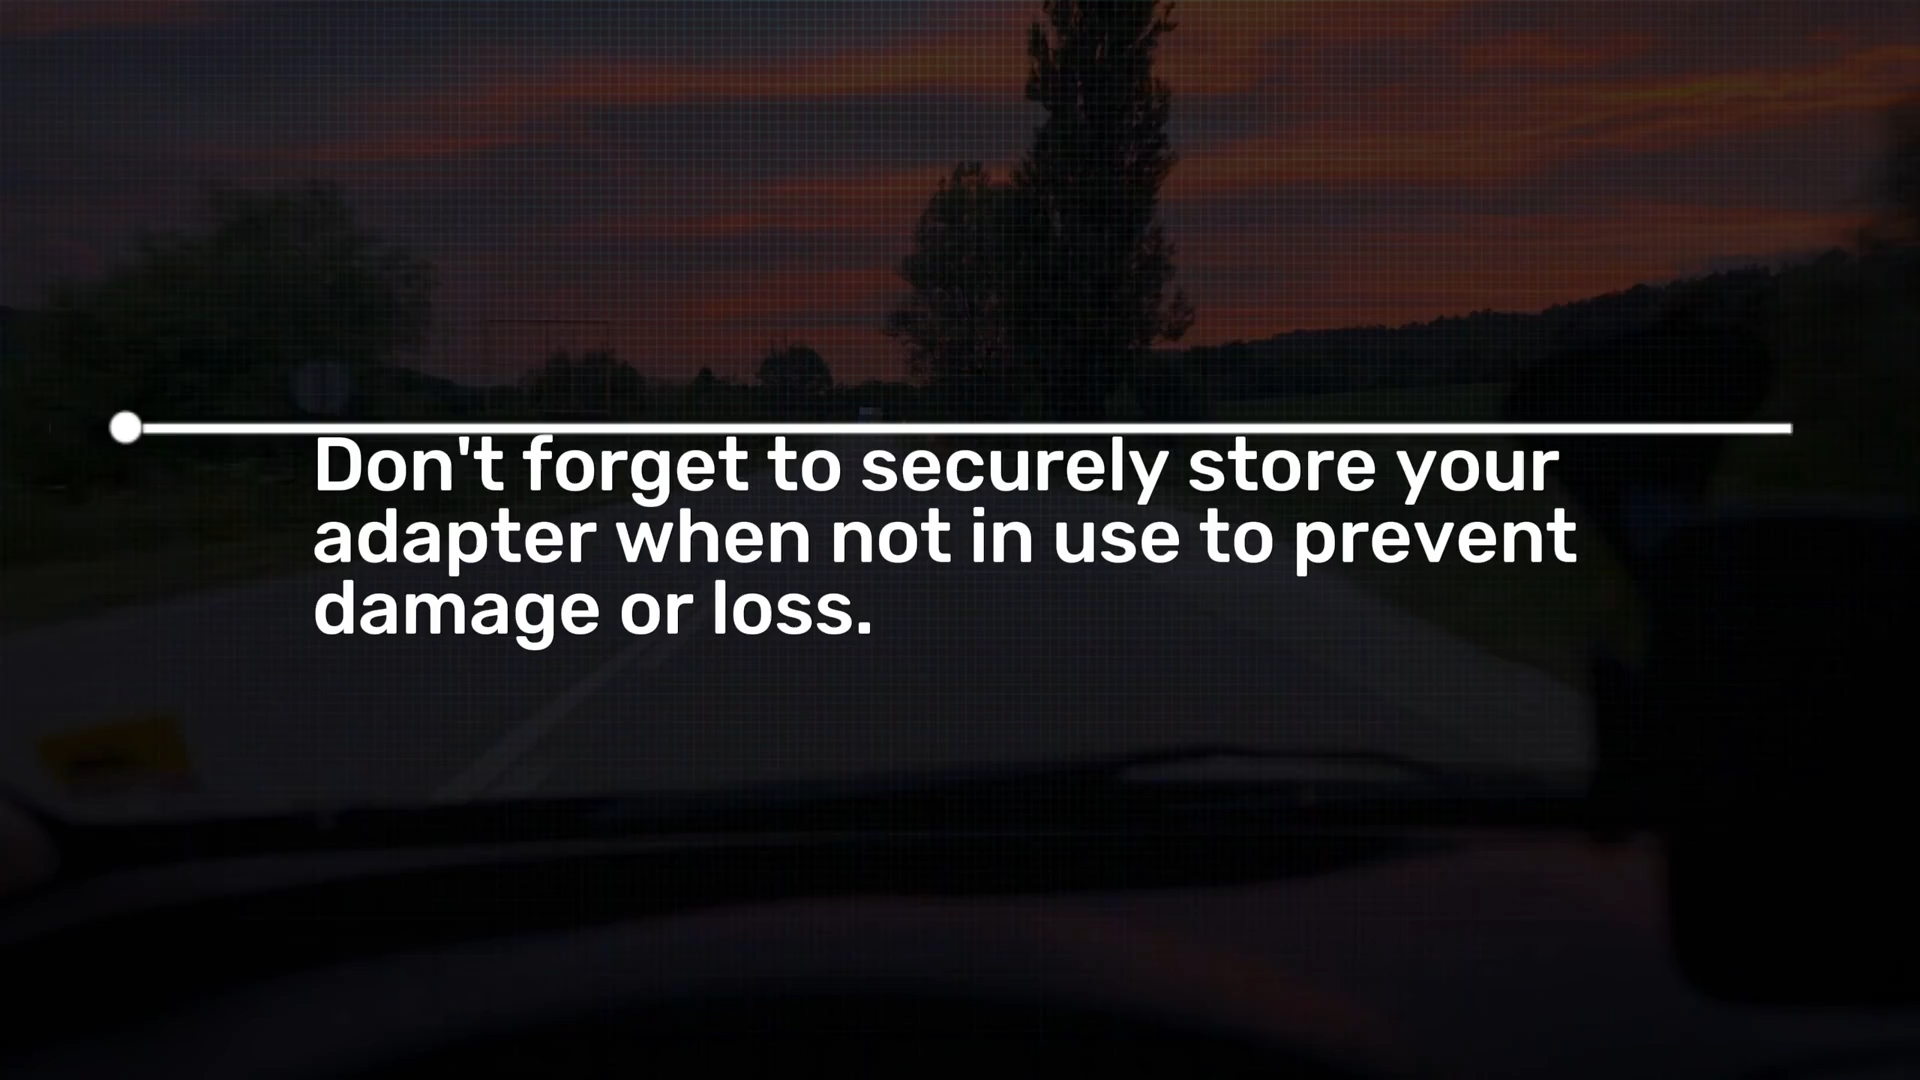 Don't forget to securely store your
adapter when not in use to prevent
damage or loss.